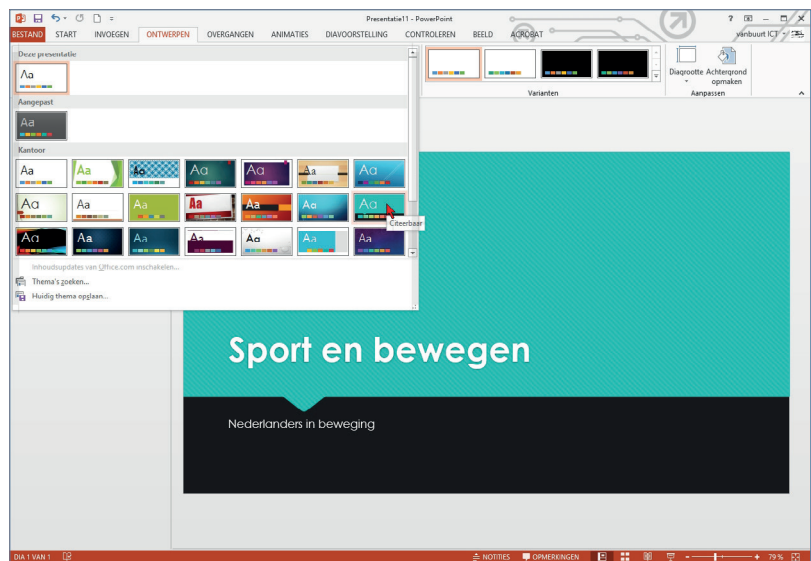 Presentatie11 - PowerPoint
?
BESTAND START INVOEGEN ONTWERPEN OVERGANGEN ANIMATIES DIAVOORSTELLING CONTROLEREN BEELD ACROBAT vanbuurt ICT
Deze presentatie
Aa
Aangepast
Aa
Kantoor
Aa Aa Aa Aa Aa Aa Aa
Aa Aa Aa Aa Aa Aa Aa
Aa Aa Aa Aa Aa Aa Aa
Citeerbaar
Inhoudsupdates van Office.com inschakelen...
Thema's zoeken...
Huidig thema opslaan...
Varianten
Diagrootte Achtergrond
opmaken
Aanpassen
Sport en bewegen
Nederlanders in beweging
DIA 1 VAN 1 NOTITIES OPMERKINGEN 79 %